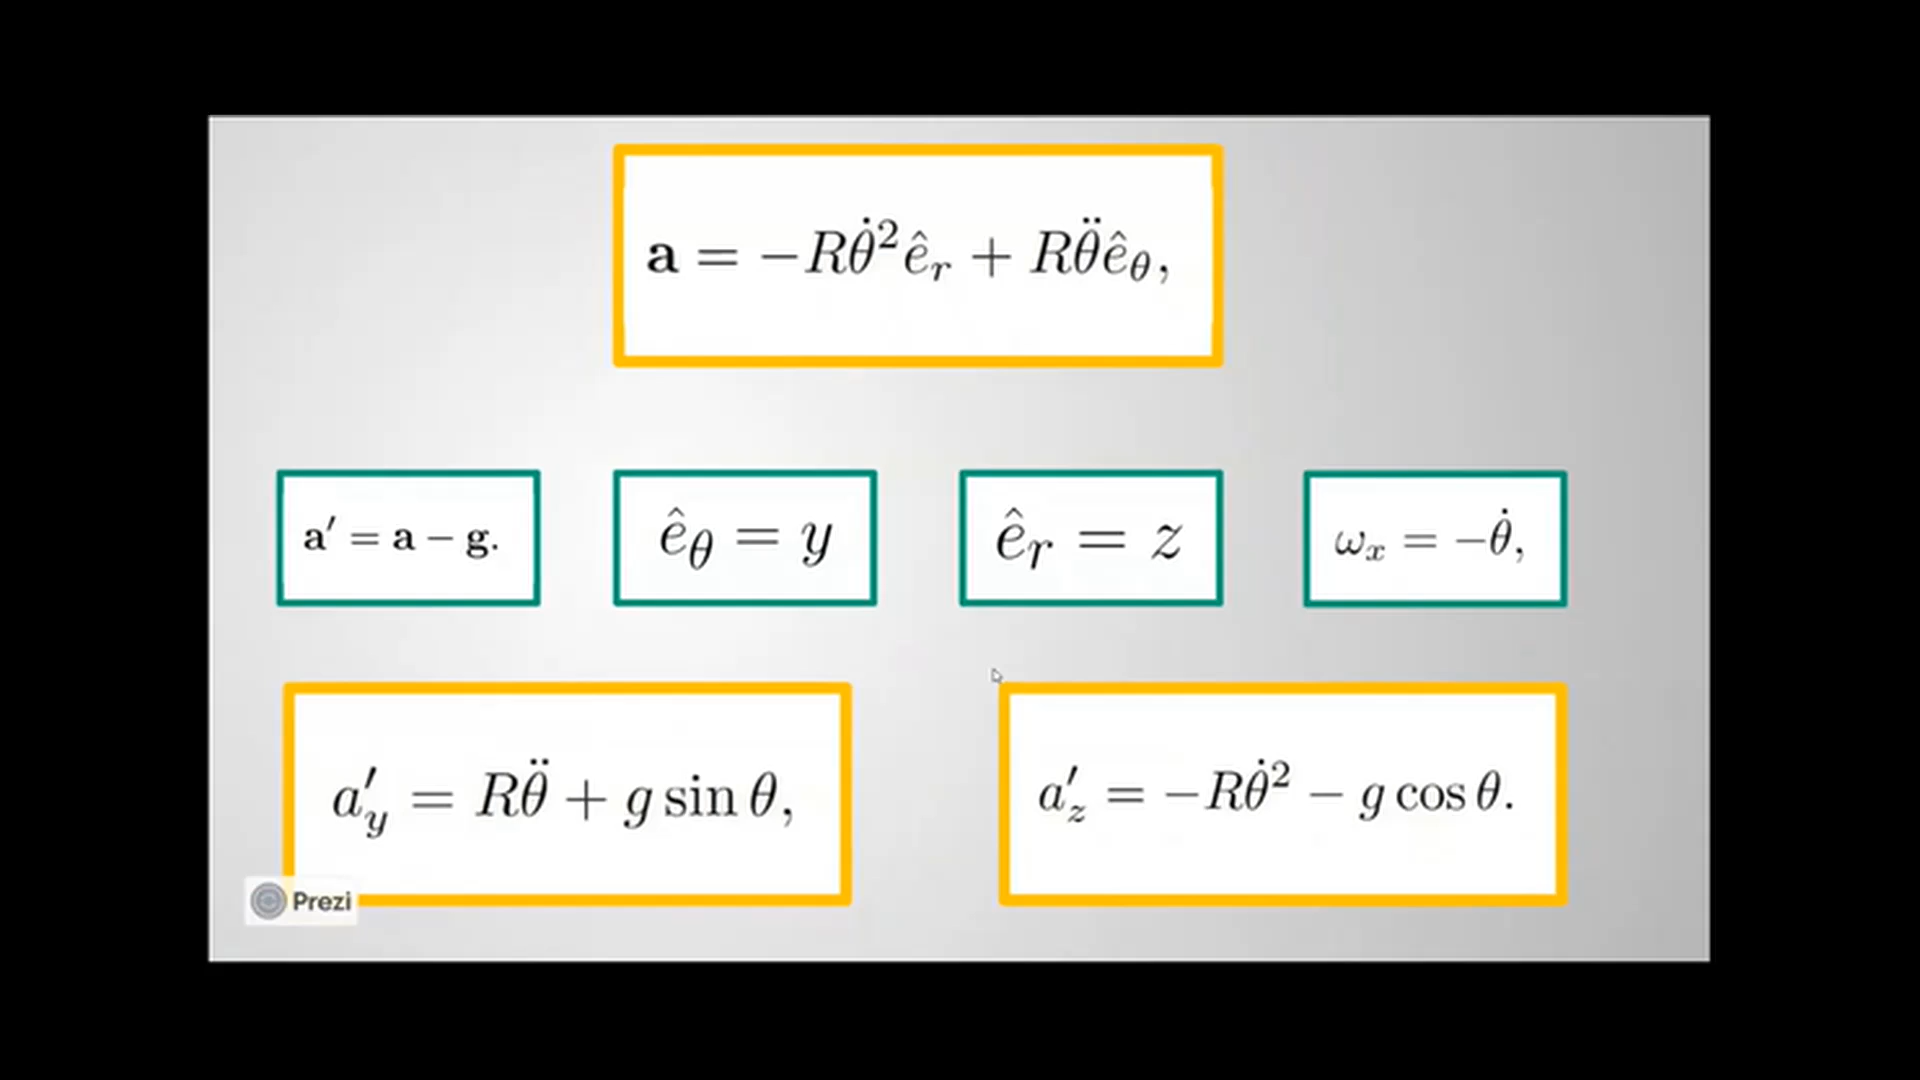 𝐚 = −Rθ̇²ê_r + Rθ̈ê_θ,
𝐚′ = 𝐚 − 𝐠.
ê_θ = y
ê_r = z
ω_x = −θ̇,
a′_y = Rθ̈ + g sin θ,
a′_z = −Rθ̇² − g cos θ.
Prezi